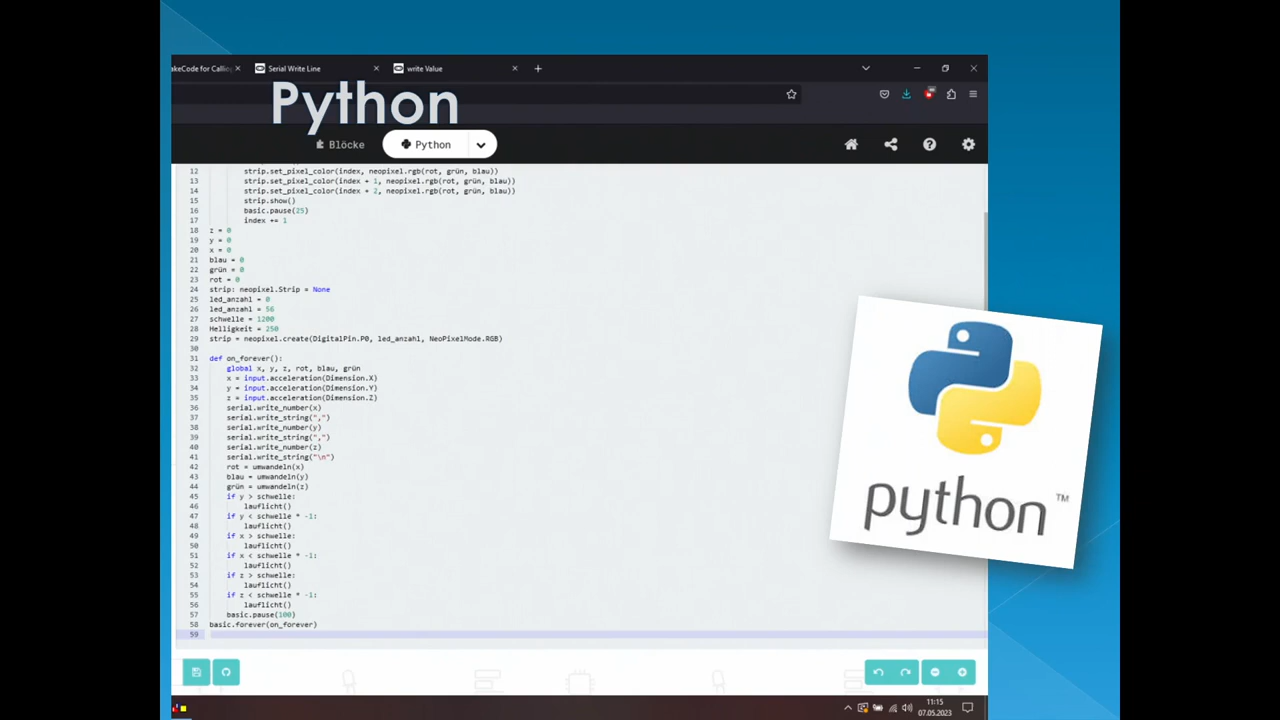 akeCode for Calliop
Serial Write Line
write Value
Python
Blöcke
Python
12 strip.set_pixel_color(index, neopixel.rgb(rot, grün, blau))
13 strip.set_pixel_color(index + 1, neopixel.rgb(rot, grün, blau))
14 strip.set_pixel_color(index + 2, neopixel.rgb(rot, grün, blau))
15 strip.show()
16 basic.pause(25)
17 index += 1
18 z = 0
19 y = 0
20 x = 0
21 blau = 0
22 grün = 0
23 rot = 0
24 strip: neopixel.Strip = None
25 led_anzahl = 0
26 led_anzahl = 56
27 schwelle = 1200
28 Helligkeit = 250
29 strip = neopixel.create(DigitalPin.P0, led_anzahl, NeoPixelMode.RGB)
30
31 def on_forever():
32 global x, y, z, rot, blau, grün
33 x = input.acceleration(Dimension.X)
34 y = input.acceleration(Dimension.Y)
35 z = input.acceleration(Dimension.Z)
36 serial.write_number(x)
37 serial.write_string(",")
38 serial.write_number(y)
39 serial.write_string(",")
40 serial.write_number(z)
41 serial.write_string("\n")
42 rot = umwandeln(x)
43 blau = umwandeln(y)
44 grün = umwandeln(z)
45 if y > schwelle:
46 lauflicht()
47 if y < schwelle * -1:
48 lauflicht()
49 if x > schwelle:
50 lauflicht()
51 if x < schwelle * -1:
52 lauflicht()
53 if z > schwelle:
54 lauflicht()
55 if z < schwelle * -1:
56 lauflicht()
57 basic.pause(100)
58 basic.forever(on_forever)
59
python™
11:15
07.05.2023